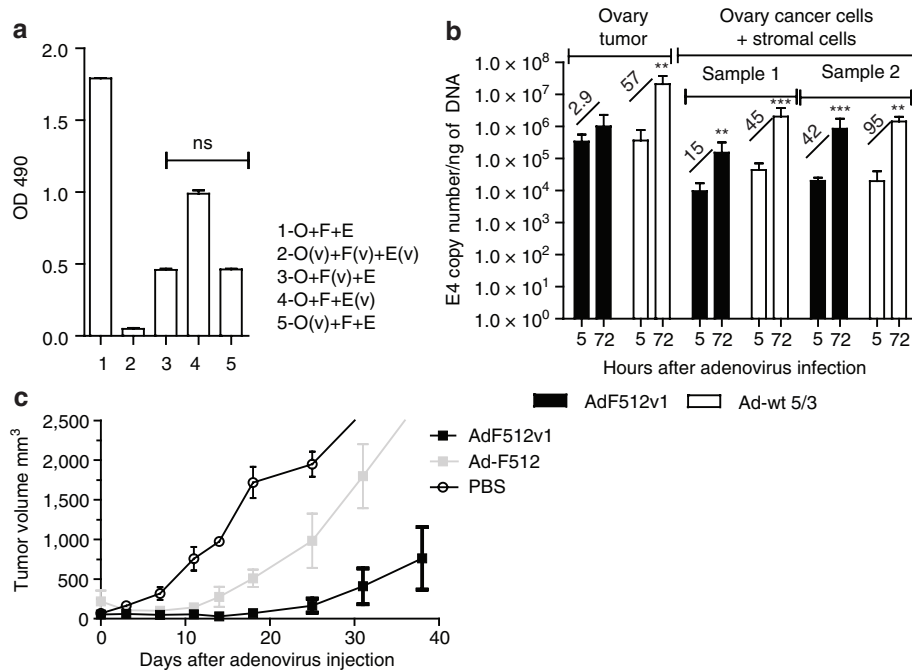 a
OD 490
2.0
1.5
1.0
0.5
0.0
ns
1 2 3 4 5
1-O+F+E
2-O(v)+F(v)+E(v)
3-O+F(v)+E
4-O+F+E(v)
5-O(v)+F+E
b
Ovary
tumor
Ovary cancer cells
+ stromal cells
Sample 1
Sample 2
E4 copy number/ng of DNA
1.0 × 10⁸
1.0 × 10⁷
1.0 × 10⁶
1.0 × 10⁵
1.0 × 10⁴
1.0 × 10³
1.0 × 10²
1.0 × 10¹
1.0 × 10⁰
2.9
57
**
15
**
45
***
42
***
95
**
5 72 5 72 5 72 5 72 5 72 5 72
Hours after adenovirus infection
AdF512v1 Ad-wt 5/3
c
Tumor volume mm³
2,500
2,000
1,500
1,000
500
0
0 10 20 30 40
Days after adenovirus injection
AdF512v1
Ad-F512
PBS